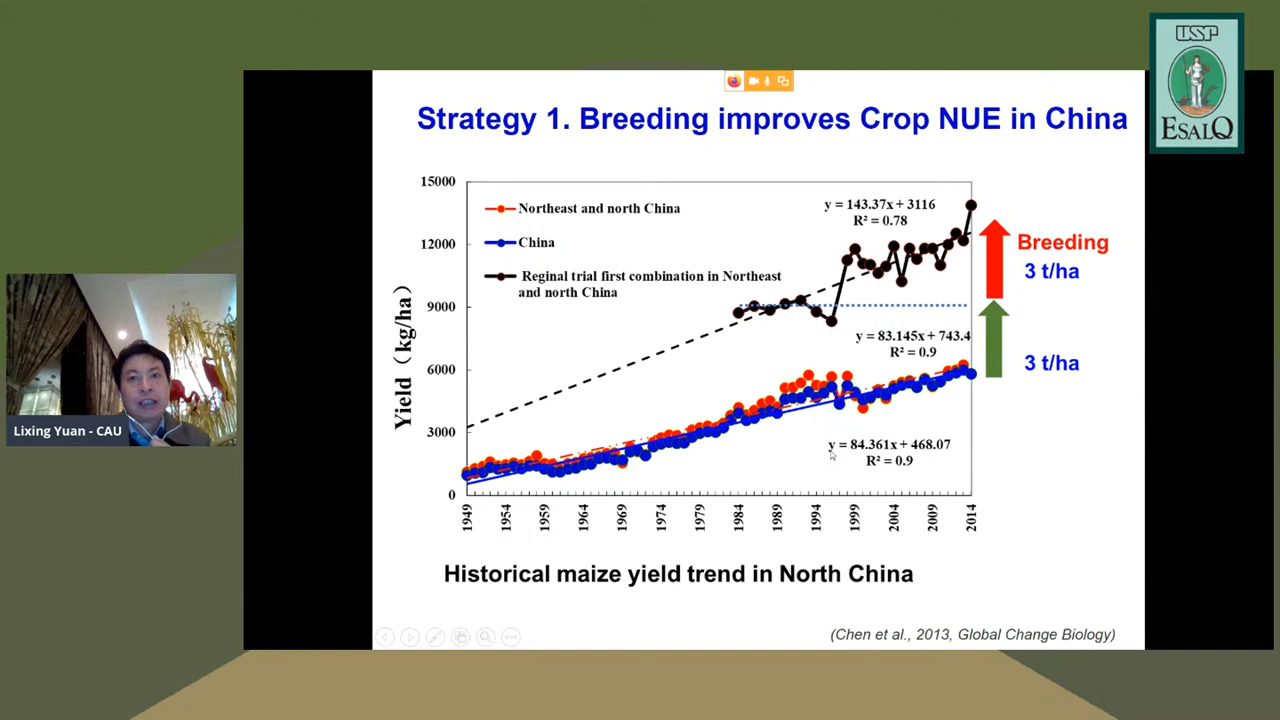 USP
ESALQ
Strategy 1. Breeding improves Crop NUE in China
15000
12000
9000
6000
3000
0
Yield（kg/ha）
Northeast and north China
China
Reginal trial first combination in Northeast
and north China
y = 143.37x + 3116
R² = 0.78
y = 83.145x + 743.4
R² = 0.9
y = 84.361x + 468.07
R² = 0.9
Breeding
3 t/ha
3 t/ha
1949
1954
1959
1964
1969
1974
1979
1984
1989
1994
1999
2004
2009
2014
Historical maize yield trend in North China
(Chen et al., 2013, Global Change Biology)
Lixing Yuan - CAU